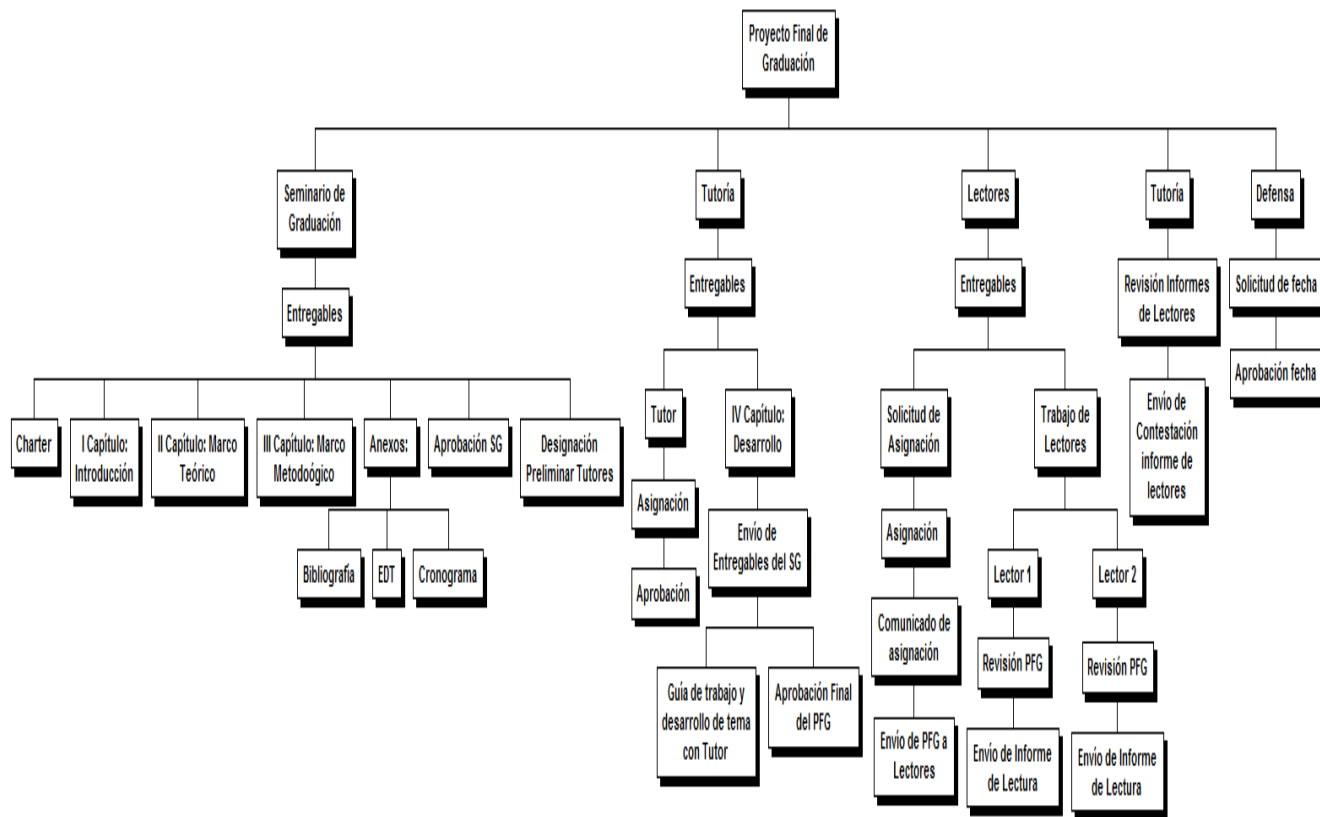 Proyecto Final de
Graduación
Seminario de
Graduación
Tutoría
Lectores
Tutoría
Defensa
Entregables
Entregables
Entregables
Revisión Informes
de Lectores
Solicitud de fecha
Aprobación fecha
Charter
I Capítulo:
Introducción
II Capítulo: Marco
Teórico
III Capítulo: Marco
Metodoógico
Anexos:
Aprobación SG
Designación
Preliminar Tutores
Tutor
IV Capítulo:
Desarrollo
Solicitud de
Asignación
Trabajo de
Lectores
Envío de
Contestación
informe de
lectores
Bibliografía
EDT
Cronograma
Asignación
Aprobación
Envío de
Entregables del SG
Asignación
Lector 1
Lector 2
Comunicado de
asignación
Revisión PFG
Revisión PFG
Guía de trabajo y
desarrollo de tema
con Tutor
Aprobación Final
del PFG
Envío de PFG a
Lectores
Envío de Informe
de Lectura
Envío de Informe
de Lectura